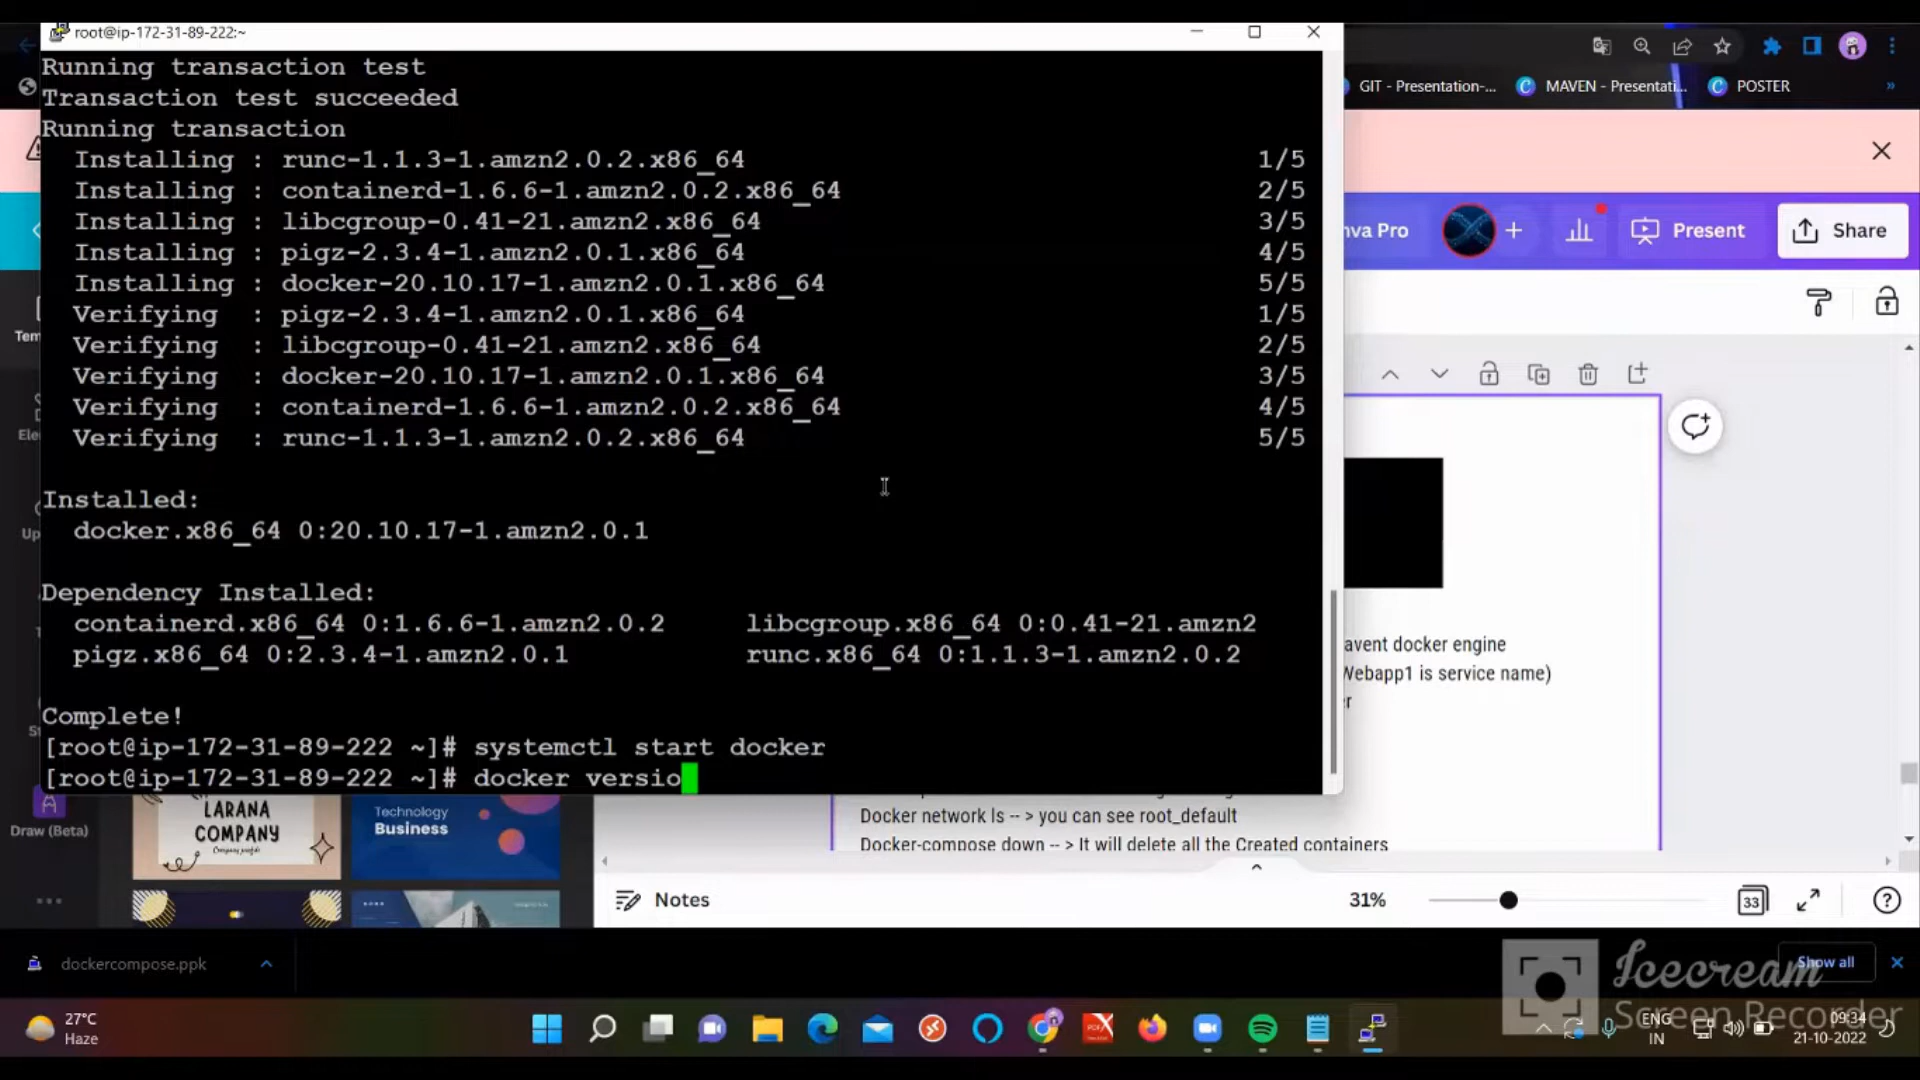 root@ip-172-31-89-222:~
Running transaction test
Transaction test succeeded
Running transaction
Installing : runc-1.1.3-1.amzn2.0.2.x86_64 1/5
Installing : containerd-1.6.6-1.amzn2.0.2.x86_64 2/5
Installing : libcgroup-0.41-21.amzn2.x86_64 3/5
Installing : pigz-2.3.4-1.amzn2.0.1.x86_64 4/5
Installing : docker-20.10.17-1.amzn2.0.1.x86_64 5/5
Verifying : pigz-2.3.4-1.amzn2.0.1.x86_64 1/5
Verifying : libcgroup-0.41-21.amzn2.x86_64 2/5
Verifying : docker-20.10.17-1.amzn2.0.1.x86_64 3/5
Verifying : containerd-1.6.6-1.amzn2.0.2.x86_64 4/5
Verifying : runc-1.1.3-1.amzn2.0.2.x86_64 5/5
Installed:
docker.x86_64 0:20.10.17-1.amzn2.0.1
Dependency Installed:
containerd.x86_64 0:1.6.6-1.amzn2.0.2 libcgroup.x86_64 0:0.41-21.amzn2
pigz.x86_64 0:2.3.4-1.amzn2.0.1 runc.x86_64 0:1.1.3-1.amzn2.0.2
Complete!
[root@ip-172-31-89-222 ~]# systemctl start docker
[root@ip-172-31-89-222 ~]# docker versio
GIT - Presentation-... MAVEN - Presentati... POSTER »
nva Pro + Present Share
avent docker engine
Webapp1 is service name)
Docker network ls -- > you can see root_default
Docker-compose down -- > It will delete all the Created containers
Draw (Beta)
LARANA
COMPANY
Technology
Business
Notes 31% 33
dockercompose.ppk Show all
Icecream
Screen Recorder
27°C
Haze
ENG
IN
09:34
21-10-2022